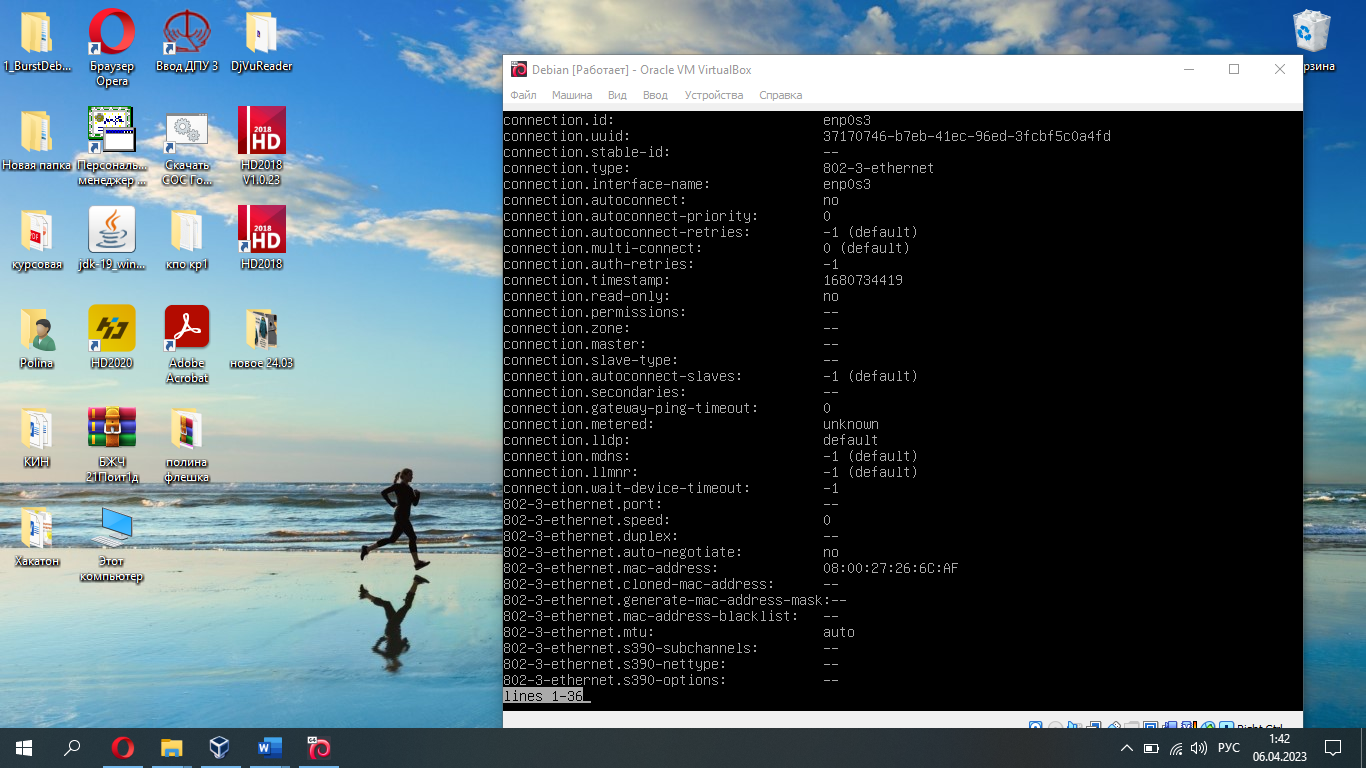 1_BurstDeb...
Браузер
Opera
Ввод ДПУ 3
DjVuReader
Новая папка
Персональ...
менеджер ...
Скачать
СОС Го...
2018
HD
HD2018
V1.0.23
курсовая
PDF
Java
jdk-19_win...
кпо кр1
2018
HD
HD2018
Polina
HD2020
Adobe
Acrobat
новое 24.03
КИН
БЖЧ
21Поит1д
полина
флешка
Хакатон
Этот
компьютер
рзина
Debian [Работает] - Oracle VM VirtualBox
Файл Машина Вид Ввод Устройства Справка
connection.id: enp0s3
connection.uuid: 37170746-b7eb-41ec-96ed-3fcbf5c0a4fd
connection.stable-id: --
connection.type: 802-3-ethernet
connection.interface-name: enp0s3
connection.autoconnect: no
connection.autoconnect-priority: 0
connection.autoconnect-retries: -1 (default)
connection.multi-connect: 0 (default)
connection.auth-retries: -1
connection.timestamp: 1680734419
connection.read-only: no
connection.permissions: --
connection.zone: --
connection.master: --
connection.slave-type: --
connection.autoconnect-slaves: -1 (default)
connection.secondaries: --
connection.gateway-ping-timeout: 0
connection.metered: unknown
connection.lldp: default
connection.mdns: -1 (default)
connection.llmnr: -1 (default)
connection.wait-device-timeout: -1
802-3-ethernet.port: --
802-3-ethernet.speed: 0
802-3-ethernet.duplex: --
802-3-ethernet.auto-negotiate: no
802-3-ethernet.mac-address: 08:00:27:26:6C:AF
802-3-ethernet.cloned-mac-address: --
802-3-ethernet.generate-mac-address-mask:--
802-3-ethernet.mac-address-blacklist: --
802-3-ethernet.mtu: auto
802-3-ethernet.s390-subchannels: --
802-3-ethernet.s390-nettype: --
802-3-ethernet.s390-options: --
lines 1-36
Right Ctrl
64
РУС
1:42
06.04.2023